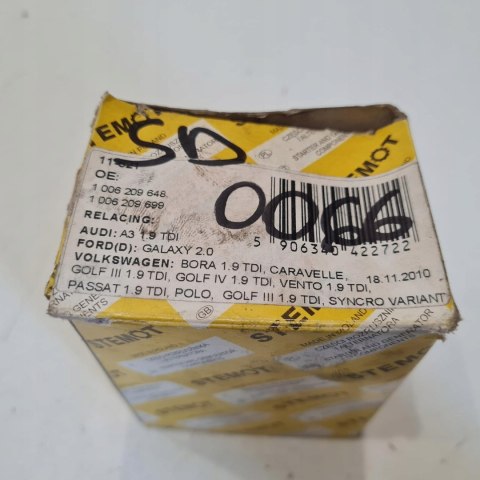 STEMOT
SD
0066
OE:
1 006 209 648
1 006 209 699
RELACING:
AUDI: A3 1.9 TDI
FORD(D): GALAXY 2.0
VOLKSWAGEN: BORA 1.9 TDI, CARAVELLE,
GOLF III 1.9 TDI, GOLF IV 1.9 TDI, VENTO 1.9 TDI,
PASSAT 1.9 TDI, POLO, GOLF III 1.9 TDI, SYNCRO VARIANT
5 906340 422722
18.11.2010
STEMOT
GB
STEMOT
STEMOT